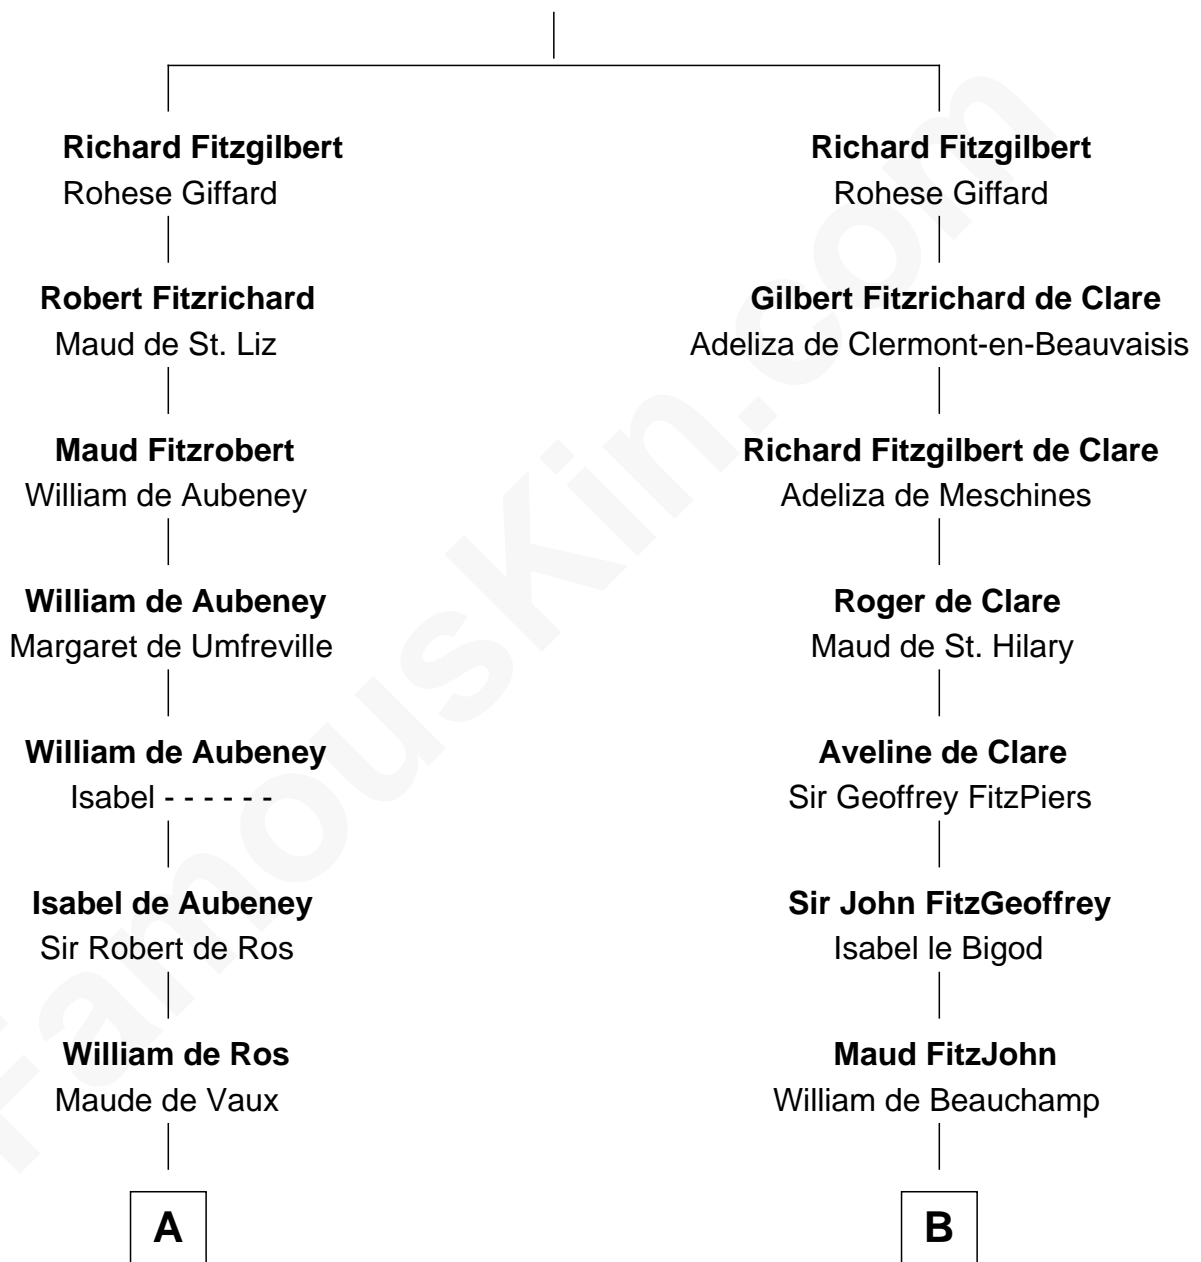 Richard Fitzgilbert
Rohese Giffard
Robert Fitzrichard
Maud de St. Liz
Maud Fitzrobert
William de Aubeney
William de Aubeney
Margaret de Umfreville
William de Aubeney
Isabel - - - - - -
Isabel de Aubeney
Sir Robert de Ros
William de Ros
Maude de Vaux
A
Richard Fitzgilbert
Rohese Giffard
Gilbert Fitzrichard de Clare
Adeliza de Clermont-en-Beauvaisis
Richard Fitzgilbert de Clare
Adeliza de Meschines
Roger de Clare
Maud de St. Hilary
Aveline de Clare
Sir Geoffrey FitzPiers
Sir John FitzGeoffrey
Isabel le Bigod
Maud FitzJohn
William de Beauchamp
B
FamousKin.com